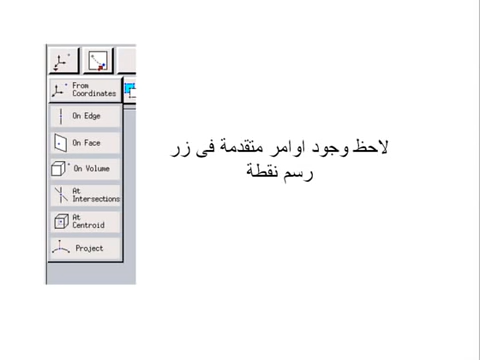 From
Coordinates
On Edge
On Face
On Volume
At
Intersections
At
Centroid
Project
لاحظ وجود اوامر متقدمة فى زر
رسم نقطة